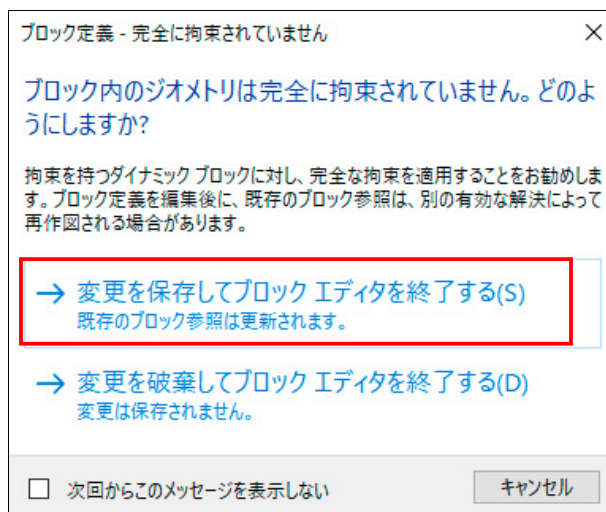 ブロック定義 - 完全に拘束されていません
ブロック内のジオメトリは完全に拘束されていません。どのよ
うにしますか?
拘束を持つダイナミック ブロックに対し、完全な拘束を適用することをお勧めしま
す。ブロック定義を編集後に、既存のブロック参照は、別の有効な解決によって
再作図される場合があります。
→ 変更を保存してブロック エディタを終了する(S)
既存のブロック参照は更新されます。
→ 変更を破棄してブロック エディタを終了する(D)
変更は保存されません。
次回からこのメッセージを表示しない キャンセル